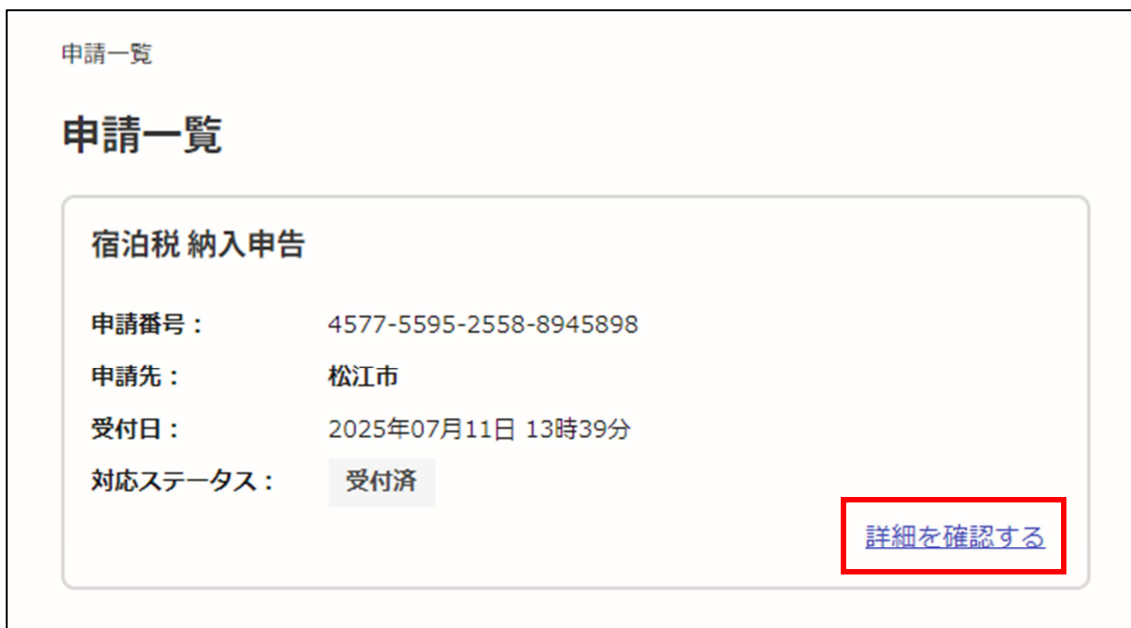 申請一覧
申請一覧
宿泊税 納入申告
申請番号： 4577-5595-2558-8945898
申請先： 松江市
受付日： 2025年07月11日 13時39分
対応ステータス： 受付済
詳細を確認する